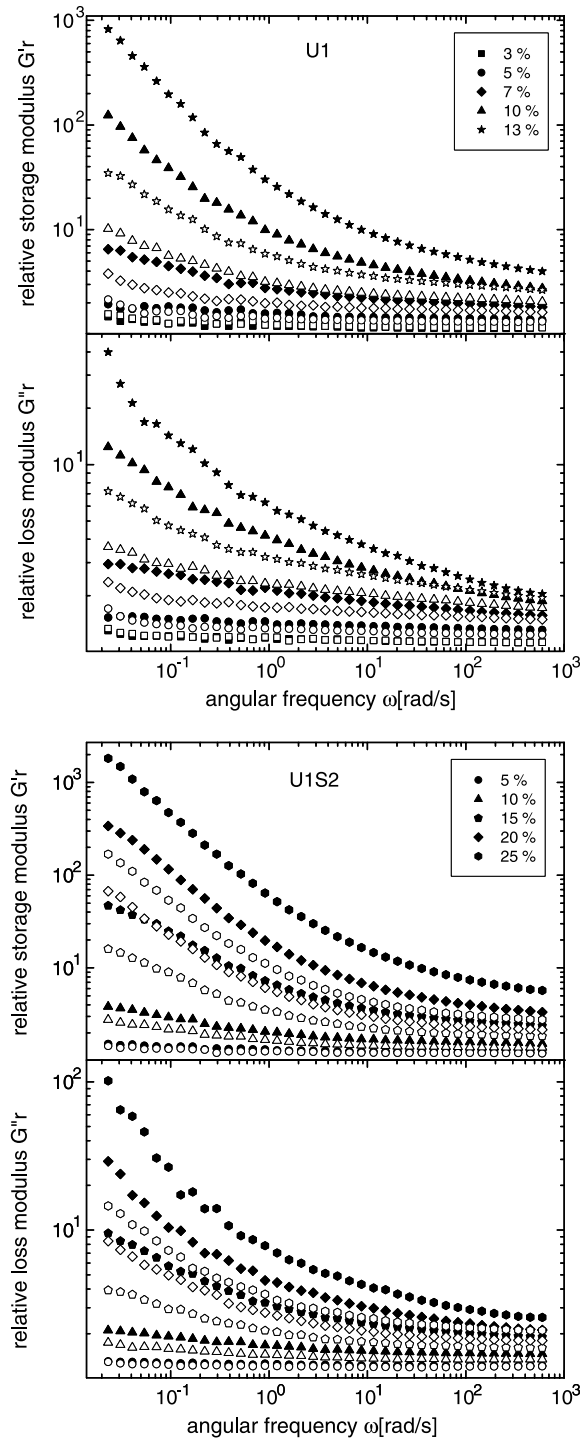 10³
U1
3 %
5 %
7 %
10 %
13 %
10²
10¹
relative storage modulus G'r
10¹
relative loss modulus G"r
10⁻¹ 10⁰ 10¹ 10² 10³
angular frequency ω[rad/s]
U1S2
5 %
10 %
15 %
20 %
25 %
10³
10²
10¹
relative storage modulus G'r
10²
10¹
relative loss modulus G"r
10⁻¹ 10⁰ 10¹ 10² 10³
angular frequency ω[rad/s]